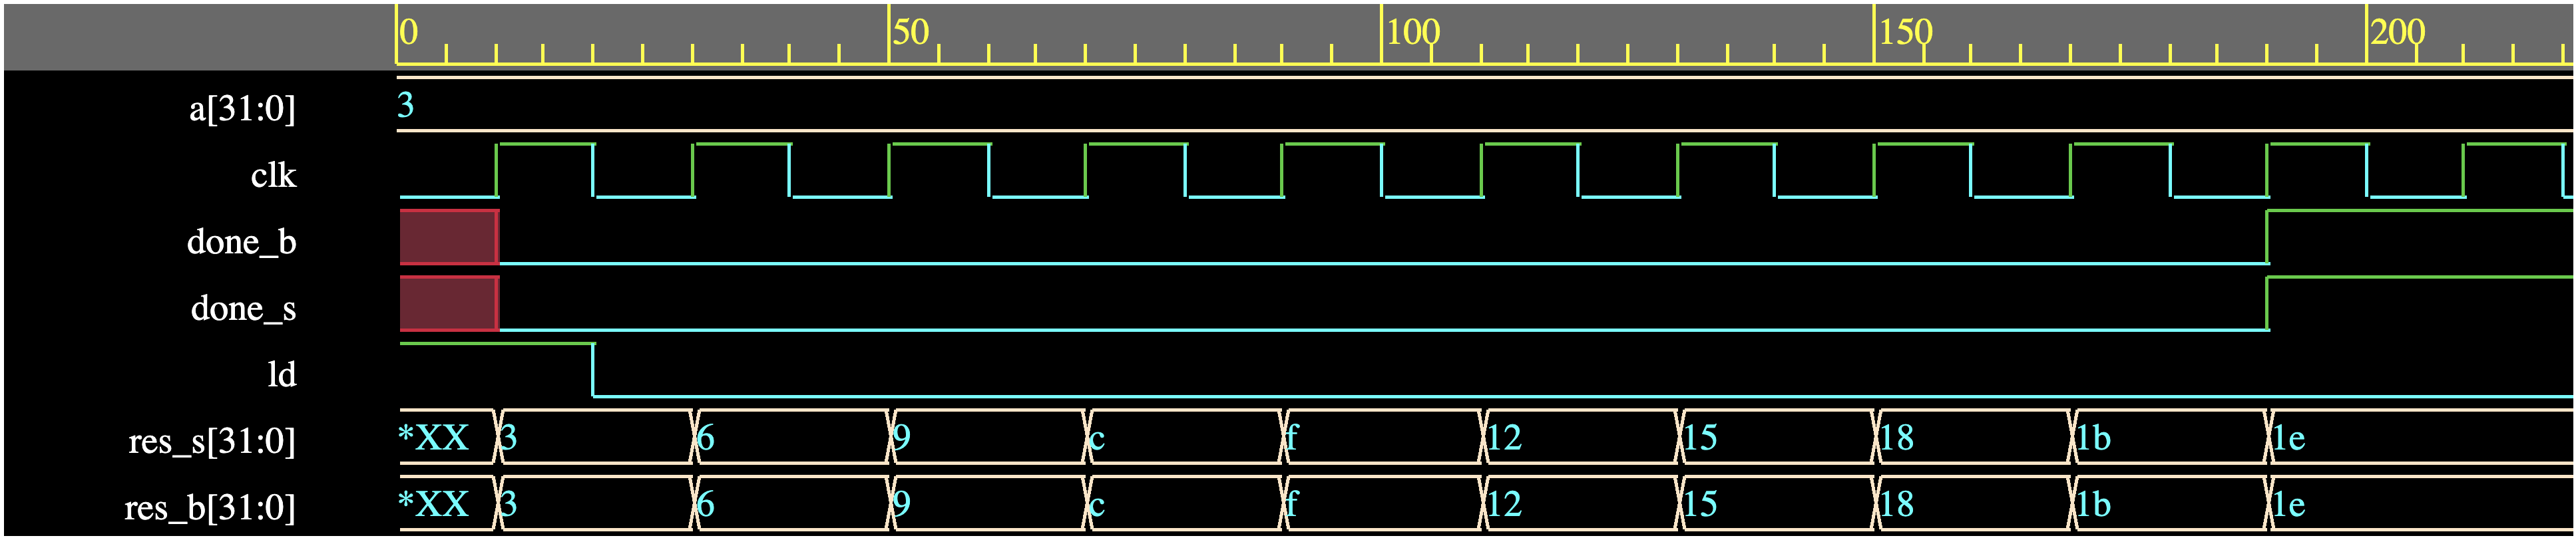 0 50 100 150 200
a[31:0] 3
clk
done_b
done_s
ld
res_s[31:0] *XX 3 6 9 c f 12 15 18 1b 1e
res_b[31:0] *XX 3 6 9 c f 12 15 18 1b 1e